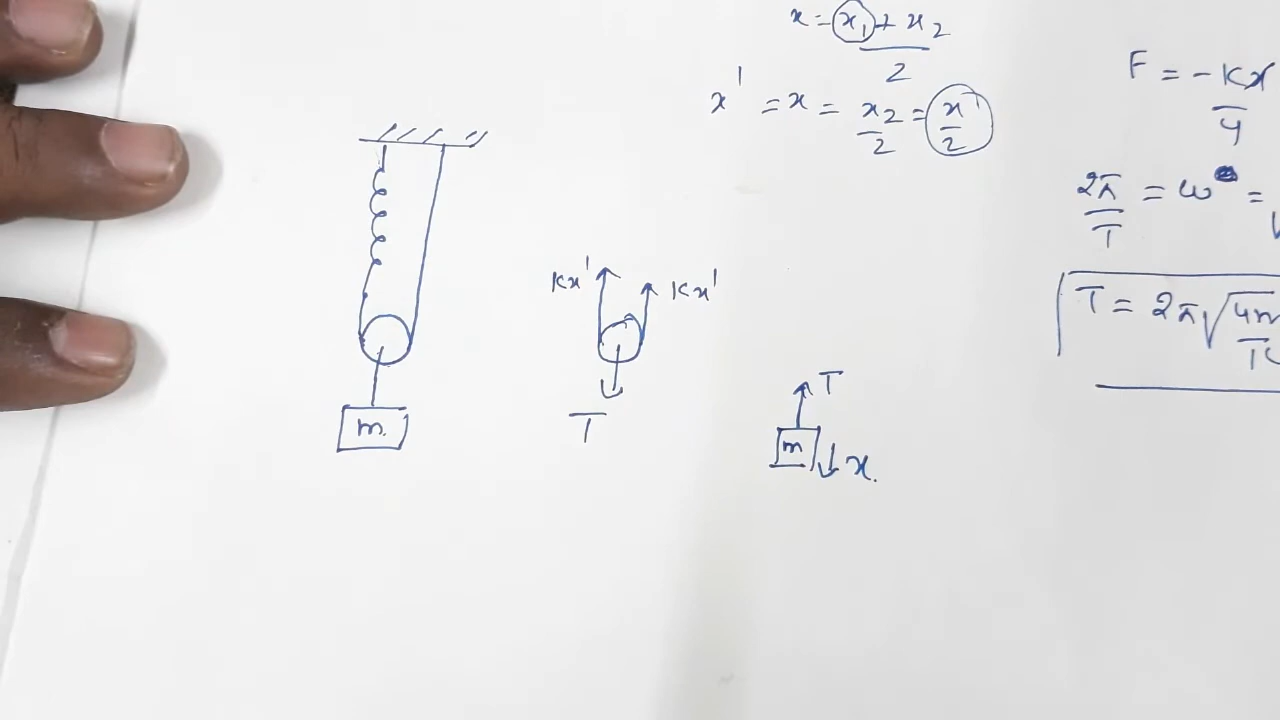 x = x1 + x2 / 2
x' = x = x2/2 = x'/2
F = -Kx / 4
2π/T = ω =
T = 2π√4m/K
Kx' Kx'
T
m
T
m x.